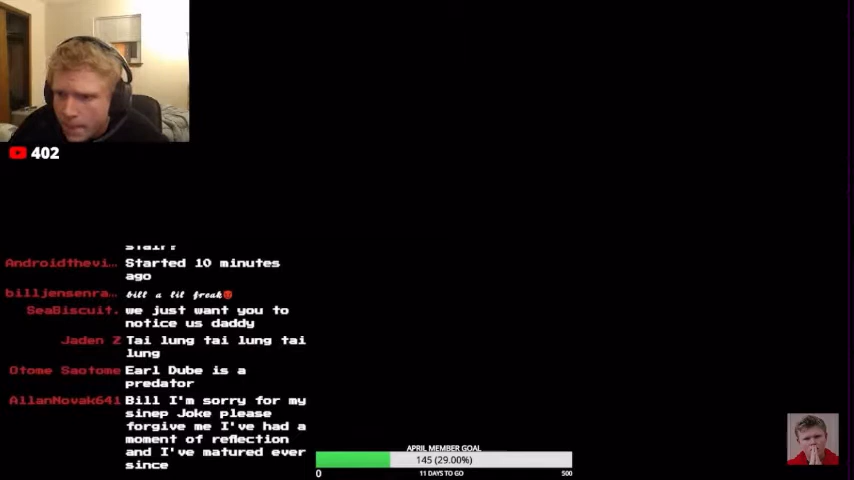 402
Androidthevi... Started 10 minutes
ago
billjensenra... bill a lil freak
SeaBiscuit. we just want you to
notice us daddy
Jaden Z Tai lung tai lung tai
lung
Otome Saotome Earl Dube is a
predator
AllanNovak641 Bill I'm sorry for my
sinep Joke please
forgive me I've had a
moment of reflection
and I've matured ever
since
APRIL MEMBER GOAL
145 (29.00%)
0 11 DAYS TO GO 500